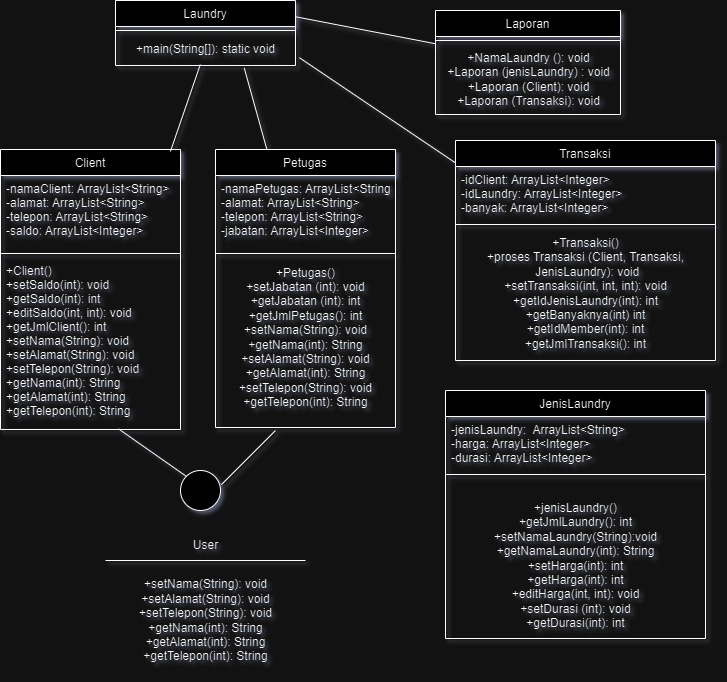 Laundry
+main(String[]): static void
Laporan
+NamaLaundry (): void
+Laporan (jenisLaundry) : void
+Laporan (Client): void
+Laporan (Transaksi): void
Client
-namaClient: ArrayList<String>
-alamat: ArrayList<String>
-telepon: ArrayList<String>
-saldo: ArrayList<Integer>
+Client()
+setSaldo(int): void
+getSaldo(int): int
+editSaldo(int, int): void
+getJmlClient(): int
+setNama(String): void
+setAlamat(String): void
+setTelepon(String): void
+getNama(int): String
+getAlamat(int): String
+getTelepon(int): String
Petugas
-namaPetugas: ArrayList<String
-alamat: ArrayList<String>
-telepon: ArrayList<String>
-jabatan: ArrayList<Integer>
+Petugas()
+setJabatan (int): void
+getJabatan (int): int
+getJmlPetugas(): int
+setNama(String): void
+getNama(int): String
+setAlamat(String): void
+getAlamat(int): String
+setTelepon(String): void
+getTelepon(int): String
Transaksi
-idClient: ArrayList<Integer>
-idLaundry: ArrayList<Integer>
-banyak: ArrayList<Integer>
+Transaksi()
+proses Transaksi (Client, Transaksi,
JenisLaundry): void
+setTransaksi(int, int, int): void
+getIdJenisLaundry(int): int
+getBanyaknya(int) int
+getIdMember(int): int
+getJmlTransaksi(): int
JenisLaundry
-jenisLaundry:  ArrayList<String>
-harga: ArrayList<Integer>
-durasi: ArrayList<Integer>
+jenisLaundry()
+getJmlLaundry(): int
+setNamaLaundry(String):void
+getNamaLaundry(int): String
+setHarga(int): int
+getHarga(int): int
+editHarga(int, int): void
+setDurasi (int): void
+getDurasi(int): int
User
+setNama(String): void
+setAlamat(String): void
+setTelepon(String): void
+getNama(int): String
+getAlamat(int): String
+getTelepon(int): String